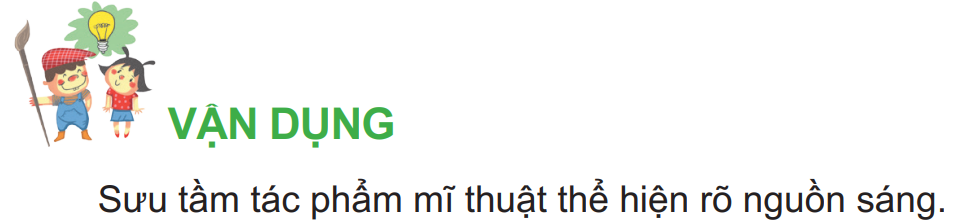 VẬN DỤNG
Sưu tầm tác phẩm mĩ thuật thể hiện rõ nguồn sáng.